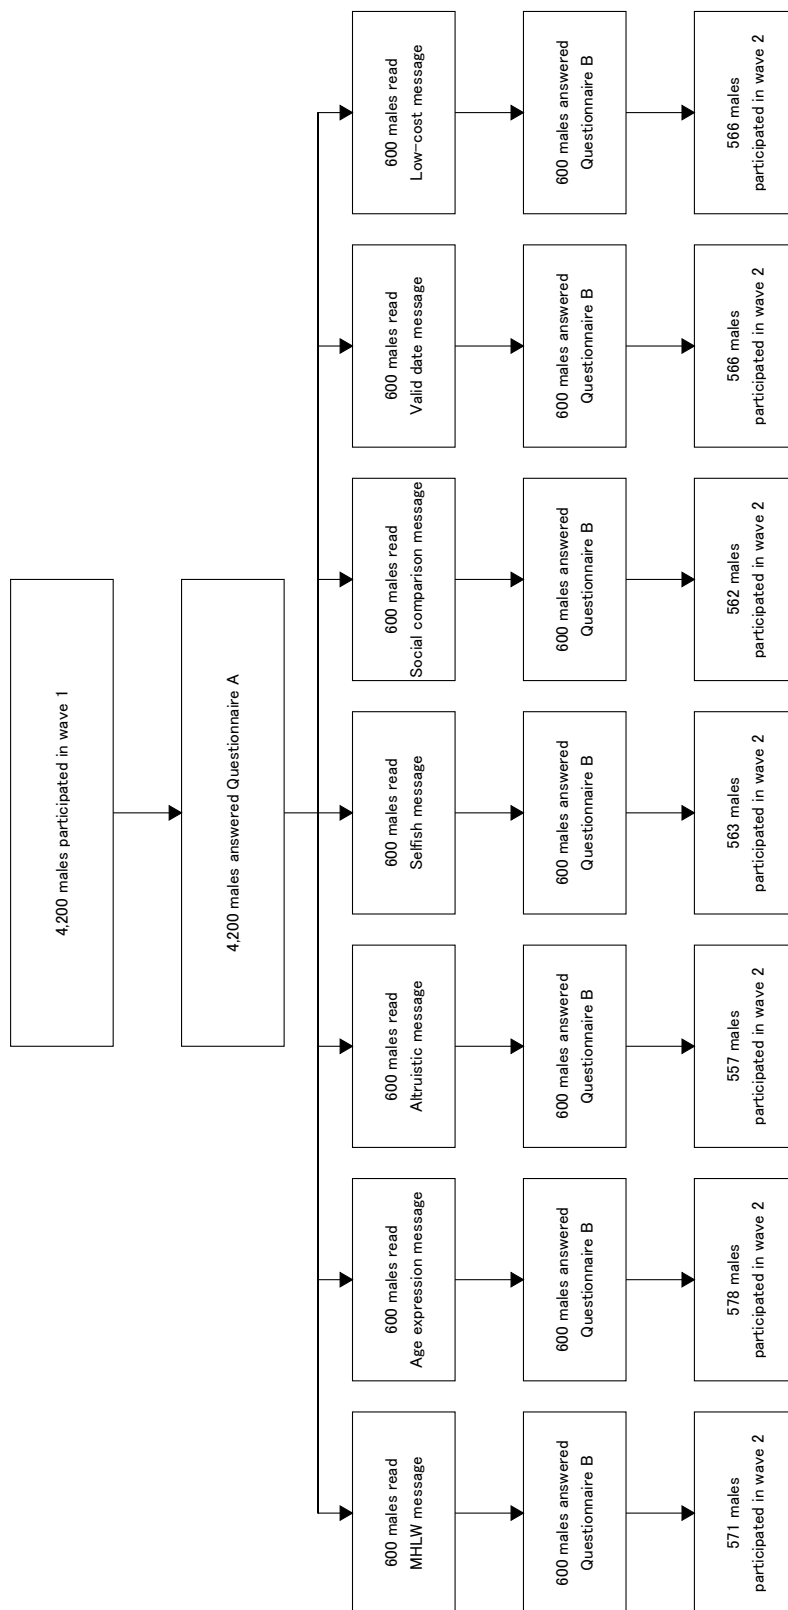 4,200 males participated in wave 1
4,200 males answered Questionnaire A
600 males read
MHLW message
600 males read
Age expression message
600 males read
Altruistic message
600 males read
Selfish message
600 males read
Social comparison message
600 males read
Valid date message
600 males read
Low-cost message
600 males answered
Questionnaire B
600 males answered
Questionnaire B
600 males answered
Questionnaire B
600 males answered
Questionnaire B
600 males answered
Questionnaire B
600 males answered
Questionnaire B
600 males answered
Questionnaire B
571 males
participated in wave 2
578 males
participated in wave 2
557 males
participated in wave 2
563 males
participated in wave 2
562 males
participated in wave 2
566 males
participated in wave 2
566 males
participated in wave 2